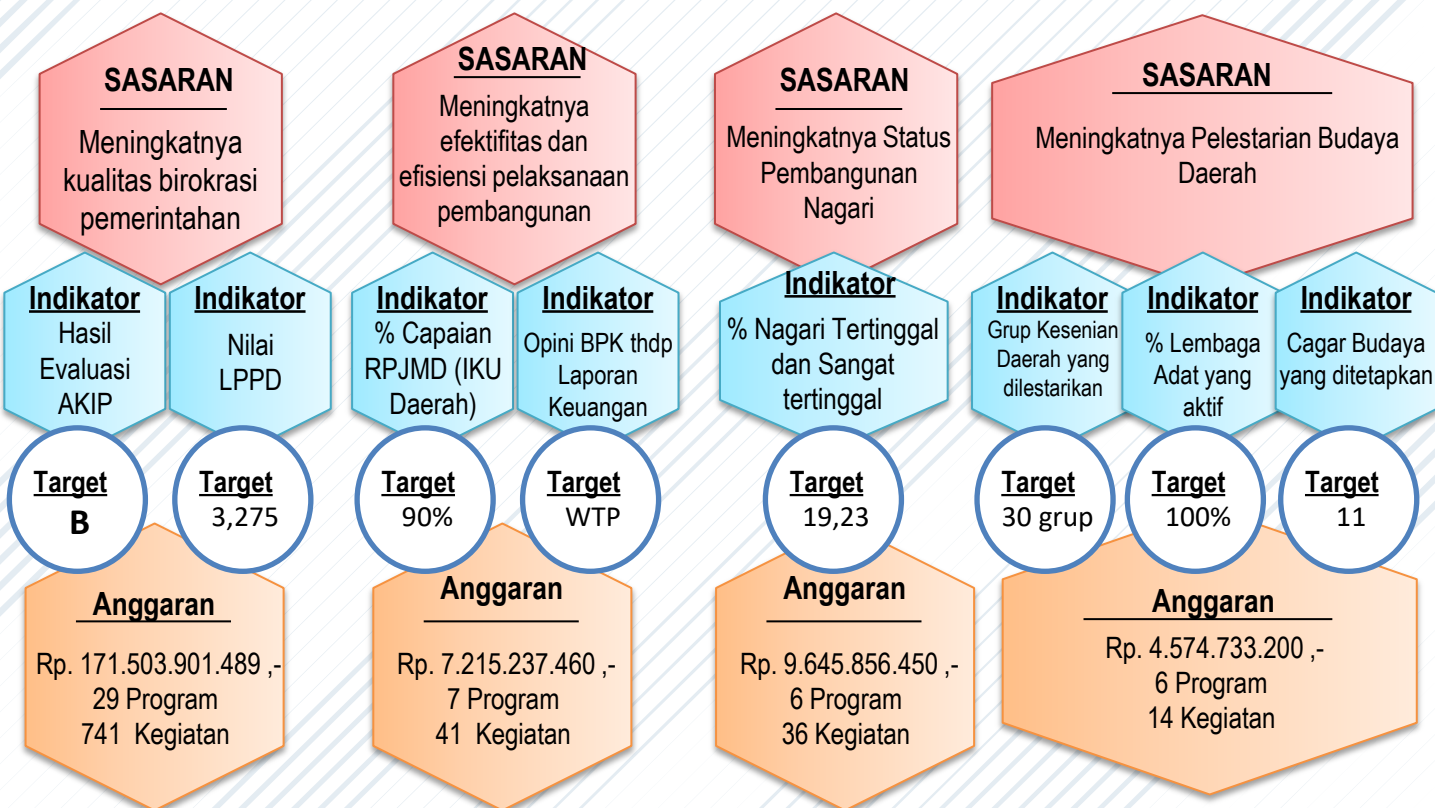 SASARAN
Meningkatnya
kualitas birokrasi
pemerintahan
SASARAN
Meningkatnya
efektifitas dan
efisiensi pelaksanaan
pembangunan
SASARAN
Meningkatnya Status
Pembangunan
Nagari
SASARAN
Meningkatnya Pelestarian Budaya
Daerah
Indikator
Hasil
Evaluasi
AKIP
Indikator
Nilai
LPPD
Indikator
% Capaian
RPJMD (IKU
Daerah)
Indikator
Opini BPK thdp
Laporan
Keuangan
Indikator
% Nagari Tertinggal
dan Sangat
tertinggal
Indikator
Grup Kesenian
Daerah yang
dilestarikan
Indikator
% Lembaga
Adat yang
aktif
Indikator
Cagar Budaya
yang ditetapkan
Target
B
Target
3,275
Target
90%
Target
WTP
Target
19,23
Target
30 grup
Target
100%
Target
11
Anggaran
Rp. 171.503.901.489 ,-
29 Program
741 Kegiatan
Anggaran
Rp. 7.215.237.460 ,-
7 Program
41 Kegiatan
Anggaran
Rp. 9.645.856.450 ,-
6 Program
36 Kegiatan
Anggaran
Rp. 4.574.733.200 ,-
6 Program
14 Kegiatan